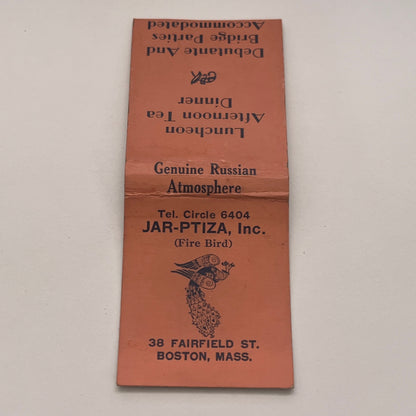 Genuine Russian
Atmosphere
Tel. Circle 6404
JAR-PTIZA, Inc.
(Fire Bird)
38 FAIRFIELD ST.
BOSTON, MASS.
Luncheon
Afternoon Tea
Dinner
Debutante And
Bridge Parties
Accommodated